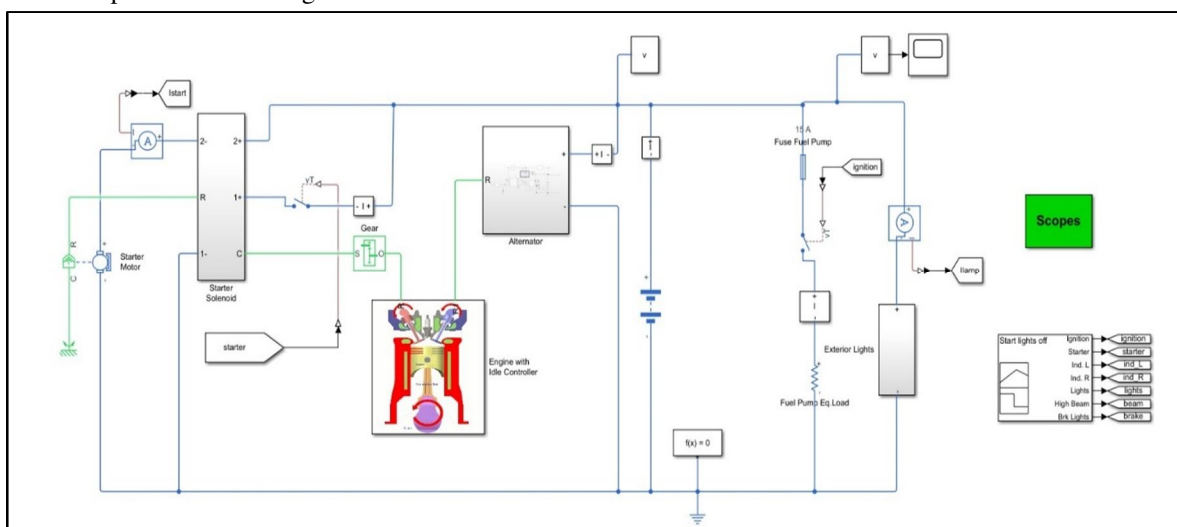 Istart
v
v
I
+
A
2-
2+
15 A
Fuse Fuel Pump
ignition
+
R
R
1+
vT
- I +
+ I -
I
Alternator
+
-
vT
A
Scopes
Gear
S
O
C
R
C
+
-
Starter
Motor
1-
Starter
Solenoid
Ilamp
starter
Engine with
Idle Controller
+
-
+
I
-
Exterior Lights
+
Fuel Pump Eq.Load
f(x) = 0
Start lights off
Ignition
ignition
Starter
starter
Ind. L
ind_L
Ind. R
ind_R
Lights
lights
High Beam
beam
Brk Lights
brake